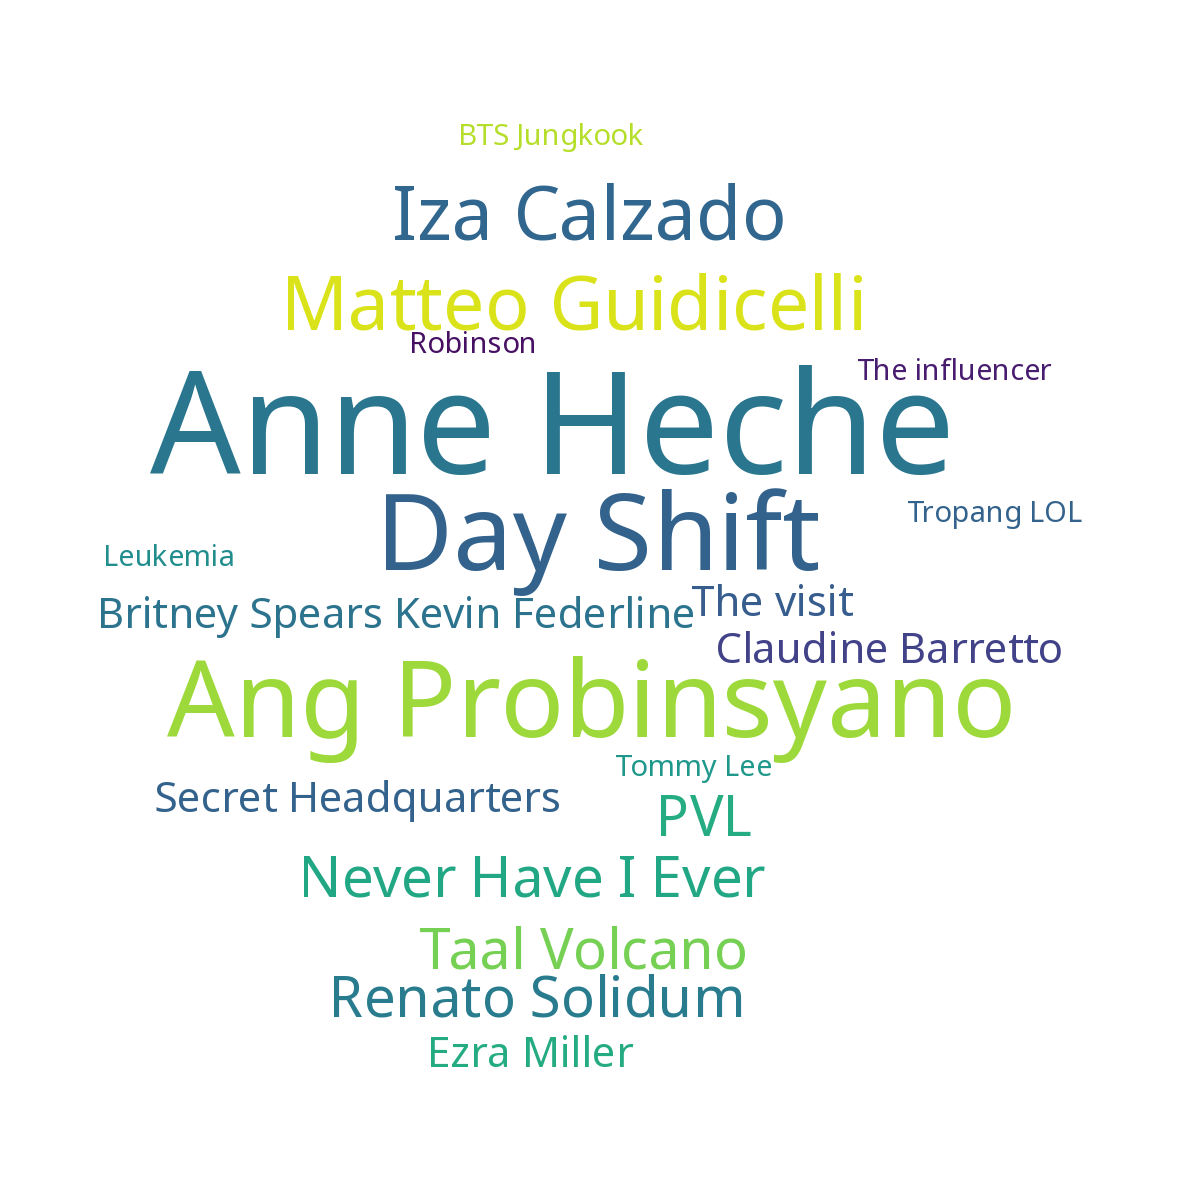 BTS Jungkook
Iza Calzado
Matteo Guidicelli
Robinson
The influencer
Anne Heche
Day Shift
Tropang LOL
Leukemia
Britney Spears Kevin Federline
The visit
Claudine Barretto
Ang Probinsyano
Tommy Lee
Secret Headquarters
PVL
Never Have I Ever
Taal Volcano
Renato Solidum
Ezra Miller